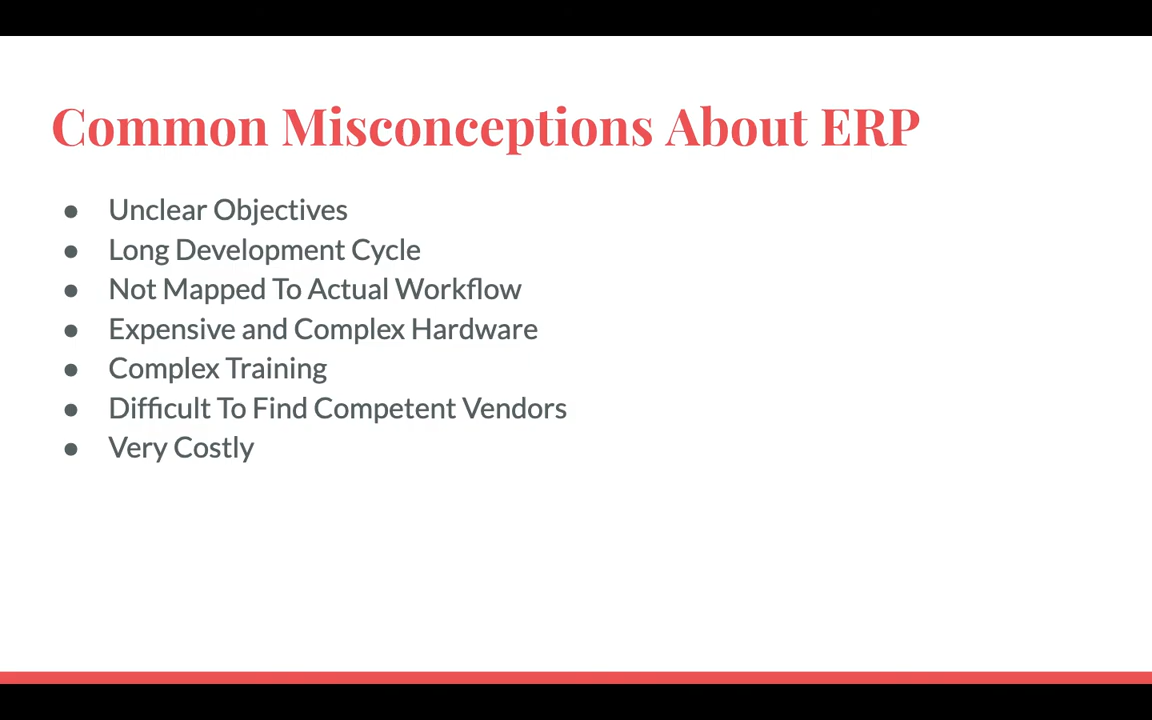 Common Misconceptions About ERP
● Unclear Objectives
● Long Development Cycle
● Not Mapped To Actual Workflow
● Expensive and Complex Hardware
● Complex Training
● Difficult To Find Competent Vendors
● Very Costly